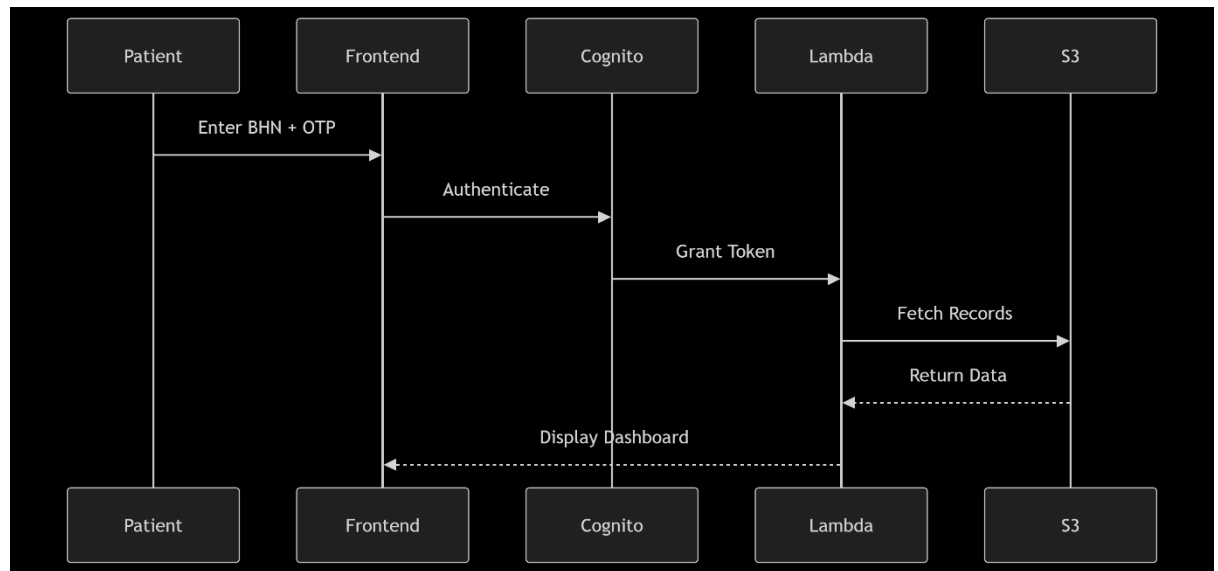 Patient Frontend Cognito Lambda S3
Enter BHN + OTP
Authenticate
Grant Token
Fetch Records
Return Data
Display Dashboard
Patient Frontend Cognito Lambda S3